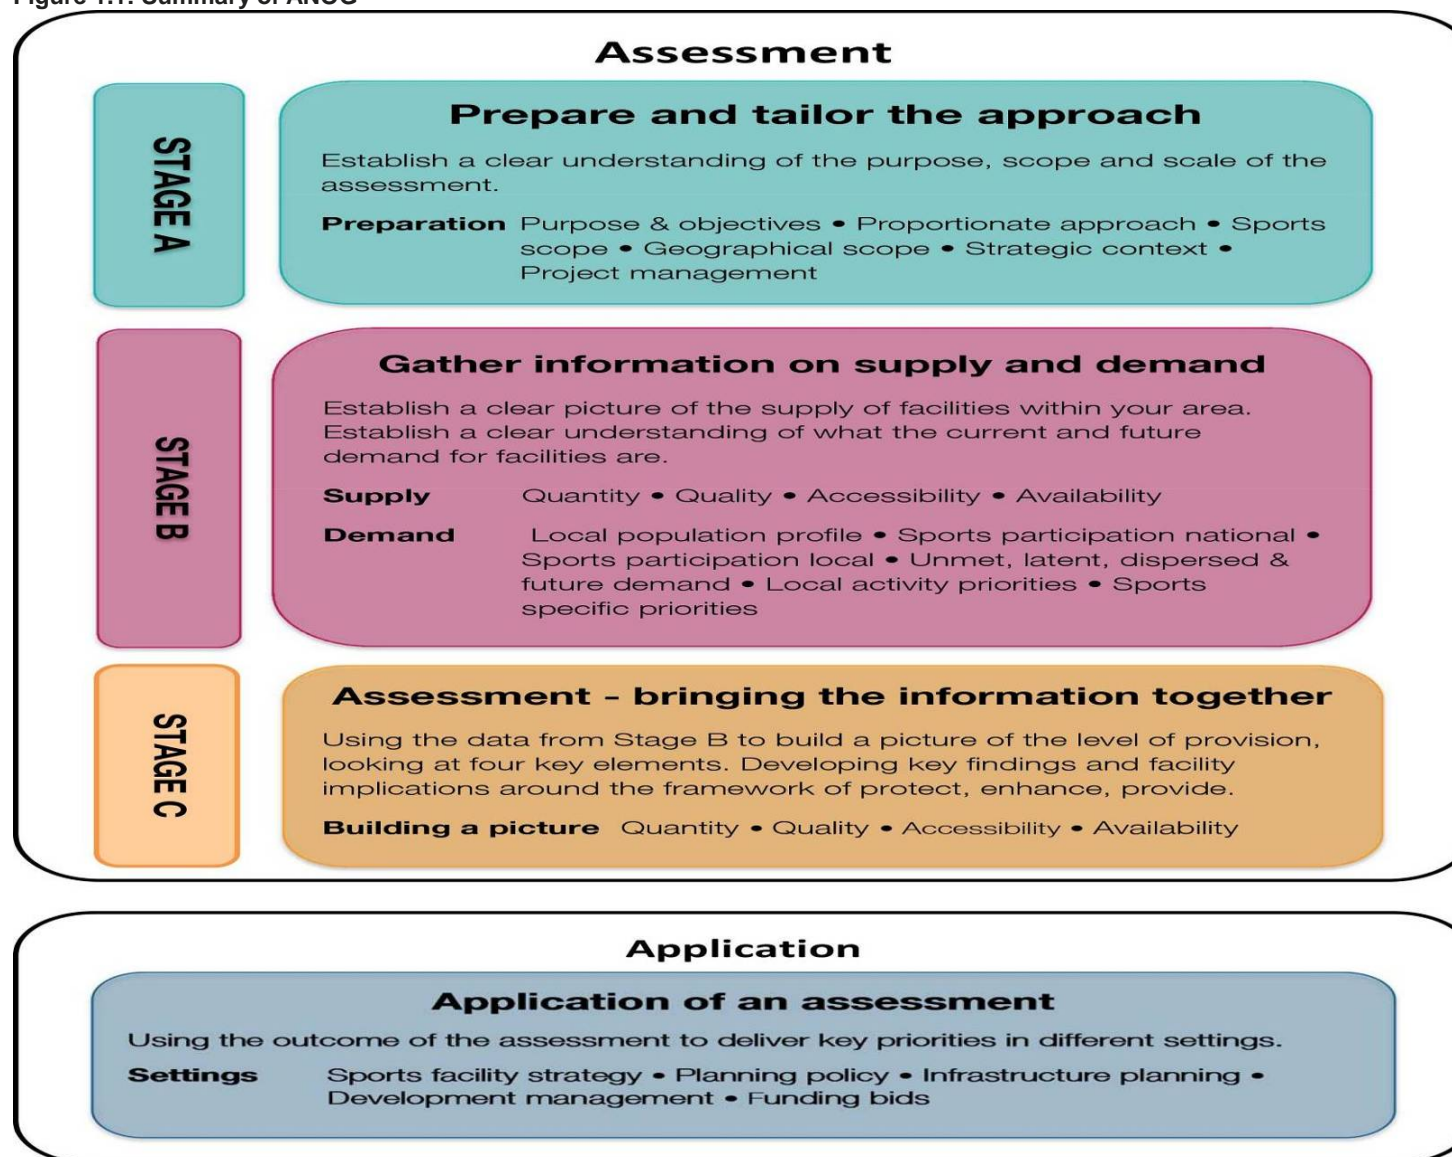 Figure 1.1: Summary of ANOG
Assessment
STAGE A
Prepare and tailor the approach
Establish a clear understanding of the purpose, scope and scale of the
assessment.
Preparation Purpose & objectives • Proportionate approach • Sports
scope • Geographical scope • Strategic context •
Project management
STAGE B
Gather information on supply and demand
Establish a clear picture of the supply of facilities within your area.
Establish a clear understanding of what the current and future
demand for facilities are.
Supply Quantity • Quality • Accessibility • Availability
Demand Local population profile • Sports participation national •
Sports participation local • Unmet, latent, dispersed &
future demand • Local activity priorities • Sports
specific priorities
STAGE C
Assessment - bringing the information together
Using the data from Stage B to build a picture of the level of provision,
looking at four key elements. Developing key findings and facility
implications around the framework of protect, enhance, provide.
Building a picture Quantity • Quality • Accessibility • Availability
Application
Application of an assessment
Using the outcome of the assessment to deliver key priorities in different settings.
Settings Sports facility strategy • Planning policy • Infrastructure planning •
Development management • Funding bids